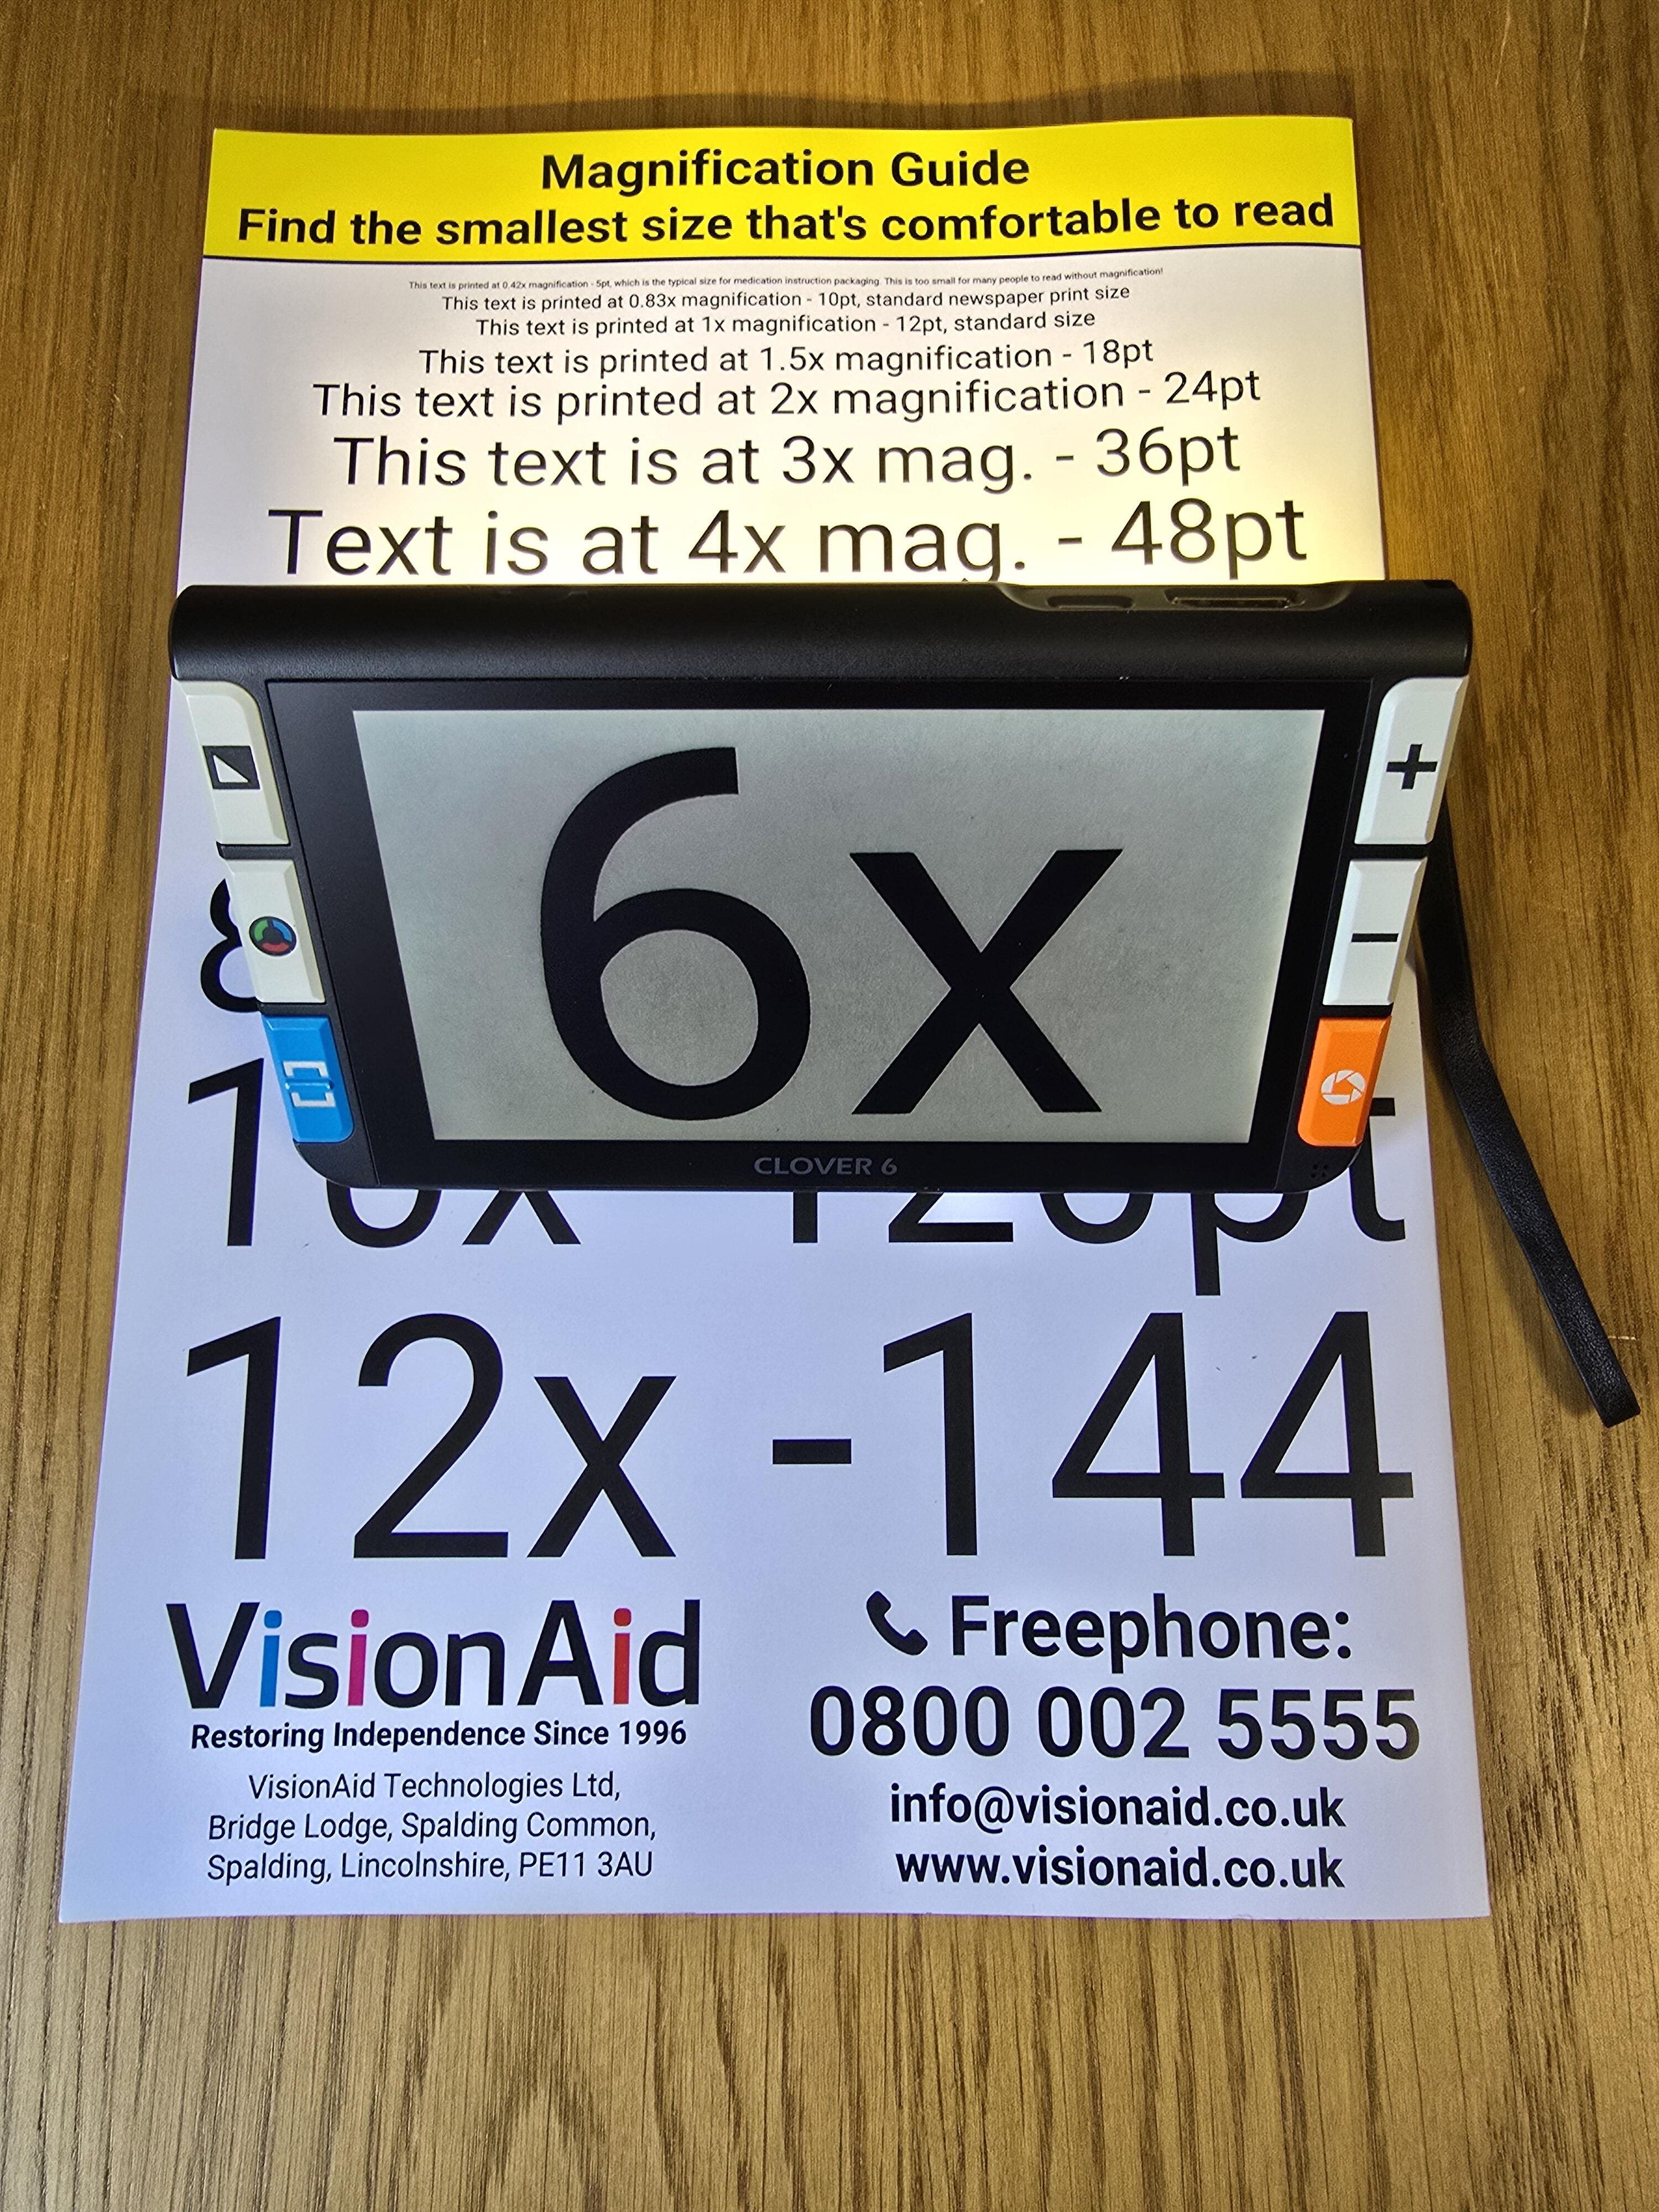 Magnification Guide
Find the smallest size that's comfortable to read
This text is printed at 0.42x magnification - 5pt, which is the typical size for medication instruction packaging. This is too small for many people to read without magnification!
This text is printed at 0.83x magnification - 10pt, standard newspaper print size
This text is printed at 1x magnification - 12pt, standard size
This text is printed at 1.5x magnification - 18pt
This text is printed at 2x magnification - 24pt
This text is at 3x mag. - 36pt
Text is at 4x mag. - 48pt
6x
CLOVER 6
8
10x 120pt
12x -144
VisionAid
Restoring Independence Since 1996
VisionAid Technologies Ltd,
Bridge Lodge, Spalding Common,
Spalding, Lincolnshire, PE11 3AU
Freephone:
0800 002 5555
info@visionaid.co.uk
www.visionaid.co.uk